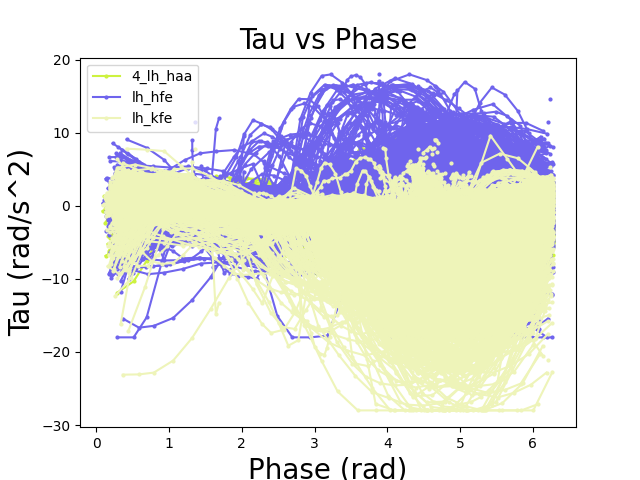 Tau vs Phase
4_lh_haa
lh_hfe
lh_kfe
Tau (rad/s^2)
20
10
0
−10
−20
−30
0 1 2 3 4 5 6
Phase (rad)